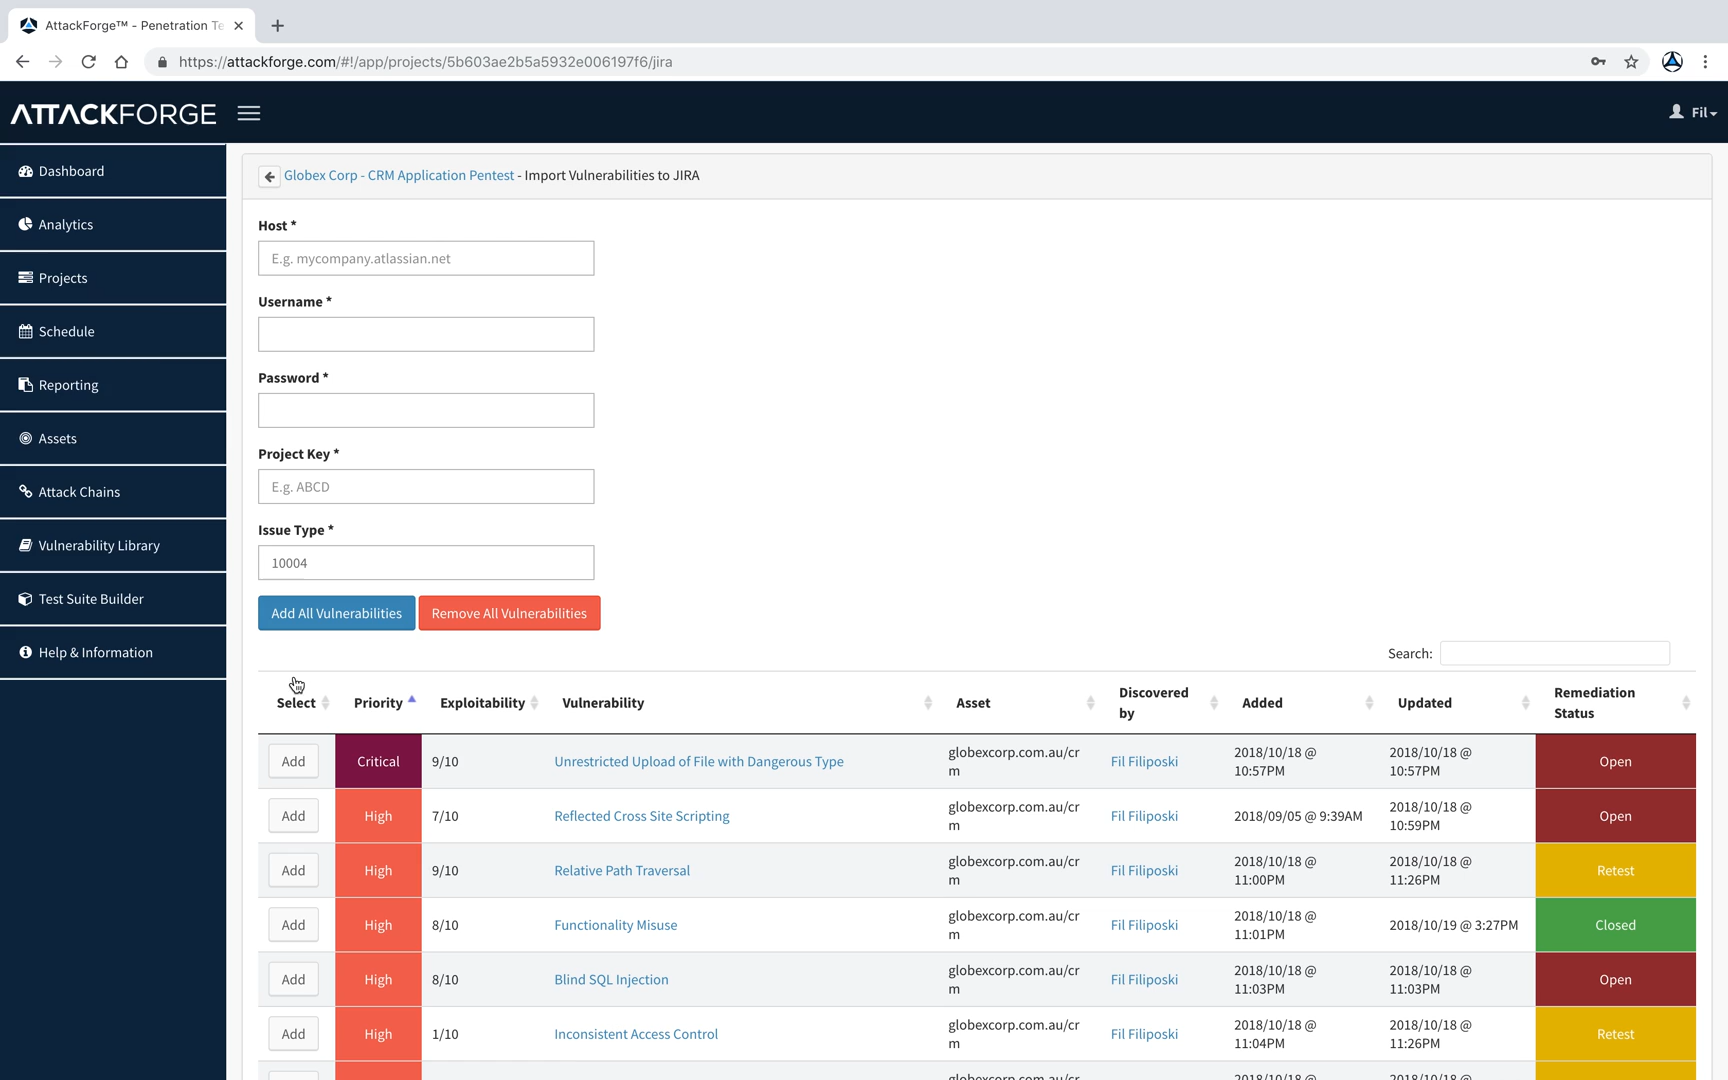 AttackForge™ - Penetration Te
https://attackforge.com/#!/app/projects/5b603ae2b5a5932e006197f6/jira
ATTACKFORGE
Fil
Dashboard
Analytics
Projects
Schedule
Reporting
Assets
Attack Chains
Vulnerability Library
Test Suite Builder
Help & Information
Globex Corp - CRM Application Pentest - Import Vulnerabilities to JIRA
Host *
E.g. mycompany.atlassian.net
Username *
Password *
Project Key *
E.g. ABCD
Issue Type *
10004
Add All Vulnerabilities Remove All Vulnerabilities
Search:
Select Priority Exploitability Vulnerability Asset Discovered by Added Updated Remediation Status
Add Critical 9/10 Unrestricted Upload of File with Dangerous Type globexcorp.com.au/crm Fil Filiposki 2018/10/18 @ 10:57PM 2018/10/18 @ 10:57PM Open
Add High 7/10 Reflected Cross Site Scripting globexcorp.com.au/crm Fil Filiposki 2018/09/05 @ 9:39AM 2018/10/18 @ 10:59PM Open
Add High 9/10 Relative Path Traversal globexcorp.com.au/crm Fil Filiposki 2018/10/18 @ 11:00PM 2018/10/18 @ 11:26PM Retest
Add High 8/10 Functionality Misuse globexcorp.com.au/crm Fil Filiposki 2018/10/18 @ 11:01PM 2018/10/19 @ 3:27PM Closed
Add High 8/10 Blind SQL Injection globexcorp.com.au/crm Fil Filiposki 2018/10/18 @ 11:03PM 2018/10/18 @ 11:03PM Open
Add High 1/10 Inconsistent Access Control globexcorp.com.au/crm Fil Filiposki 2018/10/18 @ 11:04PM 2018/10/18 @ 11:26PM Retest
globexcorp.com.au/cr 2018/10/18 @ 2018/10/18 @